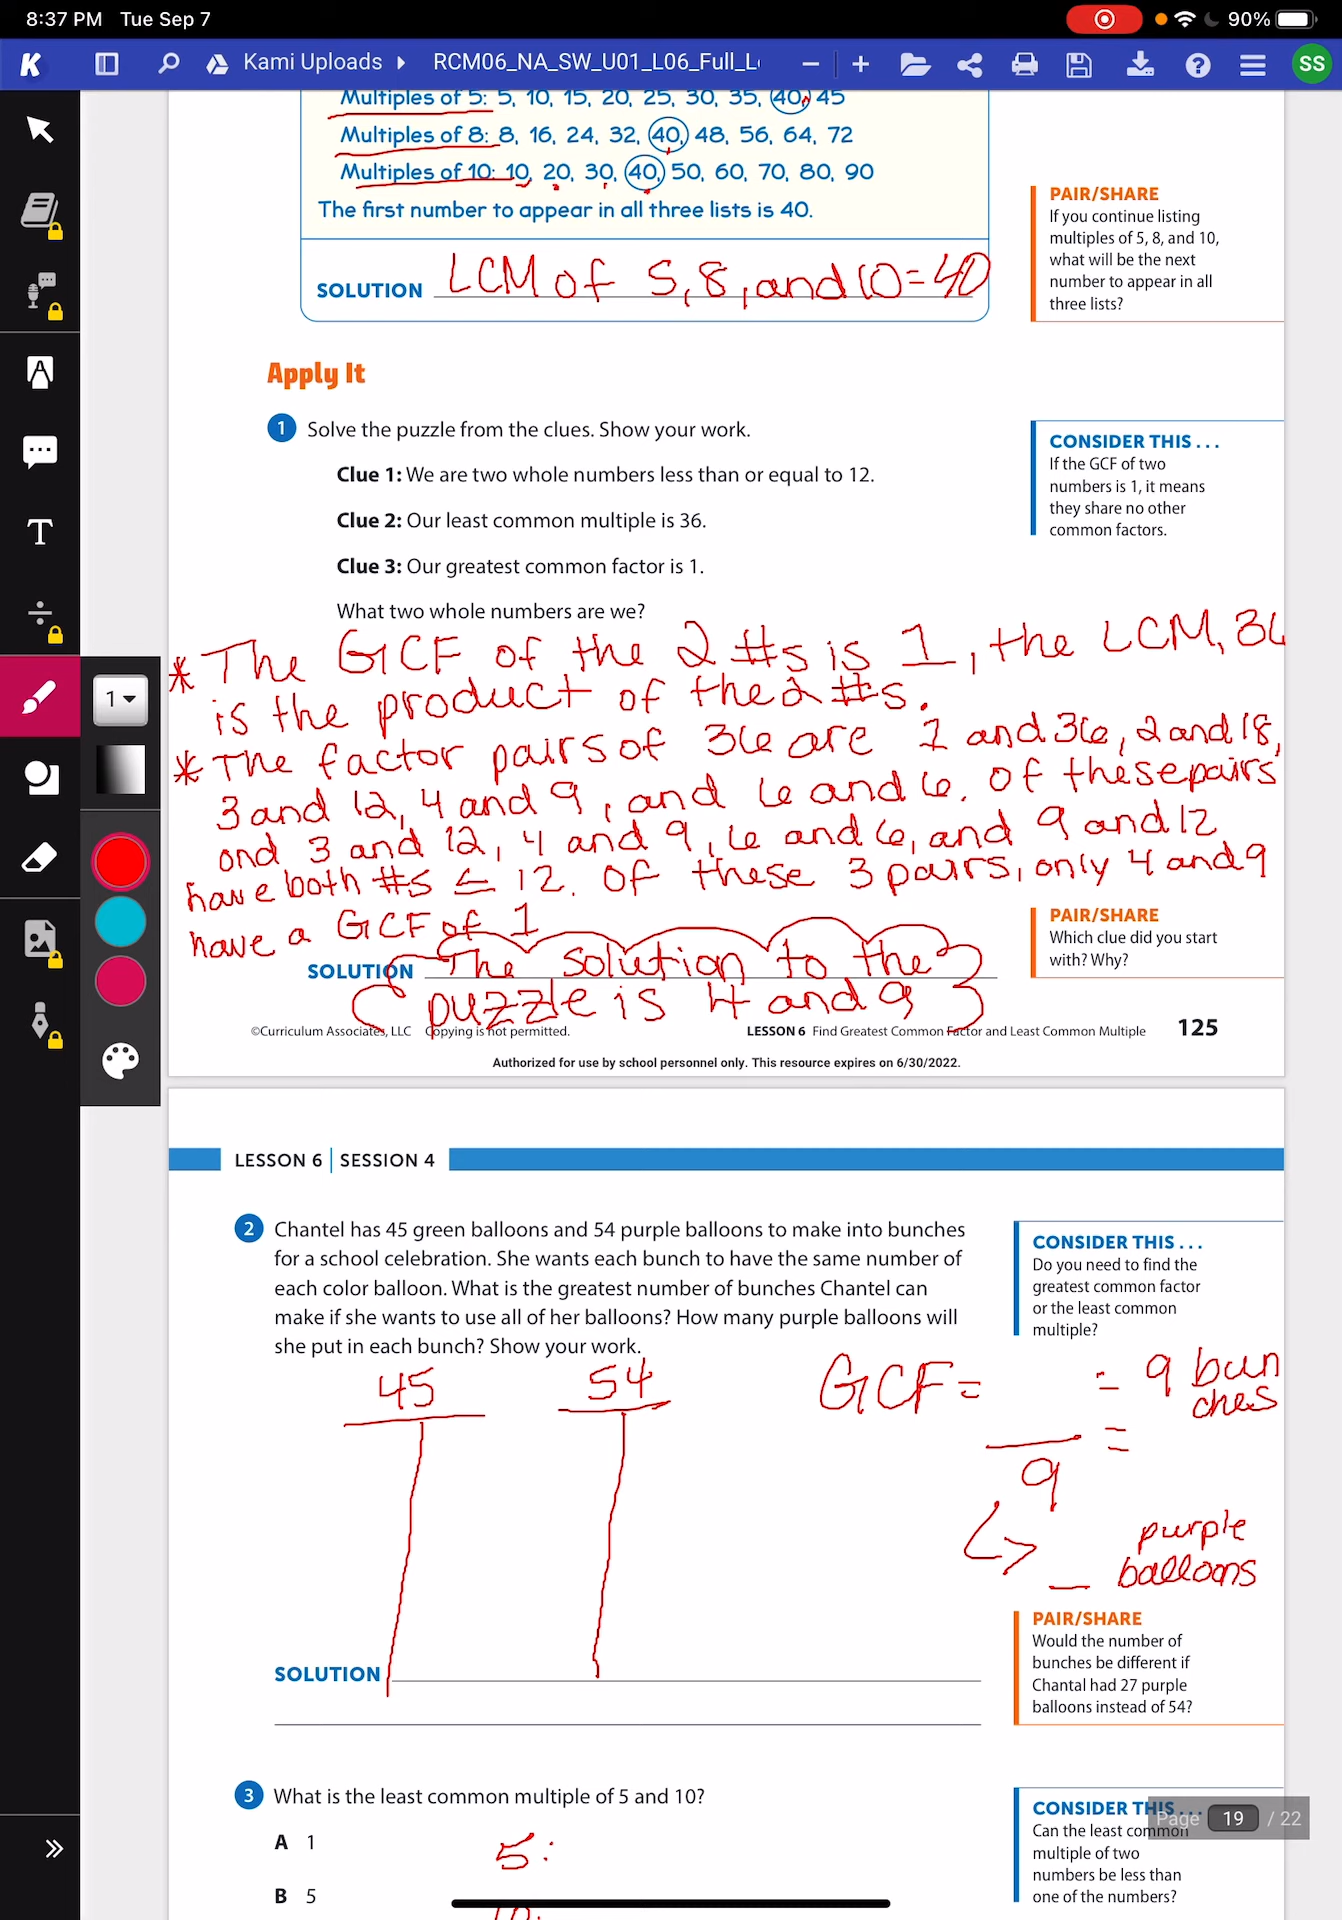 8:37 PM Tue Sep 7
90%
K
Kami Uploads
RCM06_NA_SW_U01_L06_Full_L
SS
Multiples of 5: 5, 10, 15, 20, 25, 30, 35, 40, 45
Multiples of 8: 8, 16, 24, 32, 40, 48, 56, 64, 72
Multiples of 10: 10, 20, 30, 40, 50, 60, 70, 80, 90
The first number to appear in all three lists is 40.
SOLUTION LCM of 5,8, and 10=40
PAIR/SHARE
If you continue listing
multiples of 5, 8, and 10,
what will be the next
number to appear in all
three lists?
Apply It
1 Solve the puzzle from the clues. Show your work.
Clue 1: We are two whole numbers less than or equal to 12.
Clue 2: Our least common multiple is 36.
Clue 3: Our greatest common factor is 1.
What two whole numbers are we?
CONSIDER THIS . . .
If the GCF of two
numbers is 1, it means
they share no other
common factors.
* The GCF of the 2 #s is 1, the LCM, 36
is the product of the 2 #s.
* The factor pairs of 36 are 1 and 36, 2 and 18,
3 and 12, 4 and 9, and 6 and 6. Of these pairs
and 3 and 12, 4 and 9, 6 and 6, and 9 and 12
have both #s ≤ 12. Of these 3 pairs, only 4 and 9
have a GCF of 1
SOLUTION The solution to the
puzzle is 4 and 9
PAIR/SHARE
Which clue did you start
with? Why?
©Curriculum Associates, LLC Copying is not permitted.
LESSON 6 Find Greatest Common Factor and Least Common Multiple 125
Authorized for use by school personnel only. This resource expires on 6/30/2022.
LESSON 6 | SESSION 4
2 Chantel has 45 green balloons and 54 purple balloons to make into bunches
for a school celebration. She wants each bunch to have the same number of
each color balloon. What is the greatest number of bunches Chantel can
make if she wants to use all of her balloons? How many purple balloons will
she put in each bunch? Show your work.
CONSIDER THIS . . .
Do you need to find the
greatest common factor
or the least common
multiple?
45 54
GCF= = 9 bun
ches
=
9
purple
balloons
SOLUTION
PAIR/SHARE
Would the number of
bunches be different if
Chantal had 27 purple
balloons instead of 54?
3 What is the least common multiple of 5 and 10?
A 1
B 5
5:
10:
CONSIDER THIS . . .
Can the least common
multiple of two
numbers be less than
one of the numbers?
Page 19 / 22
1
T